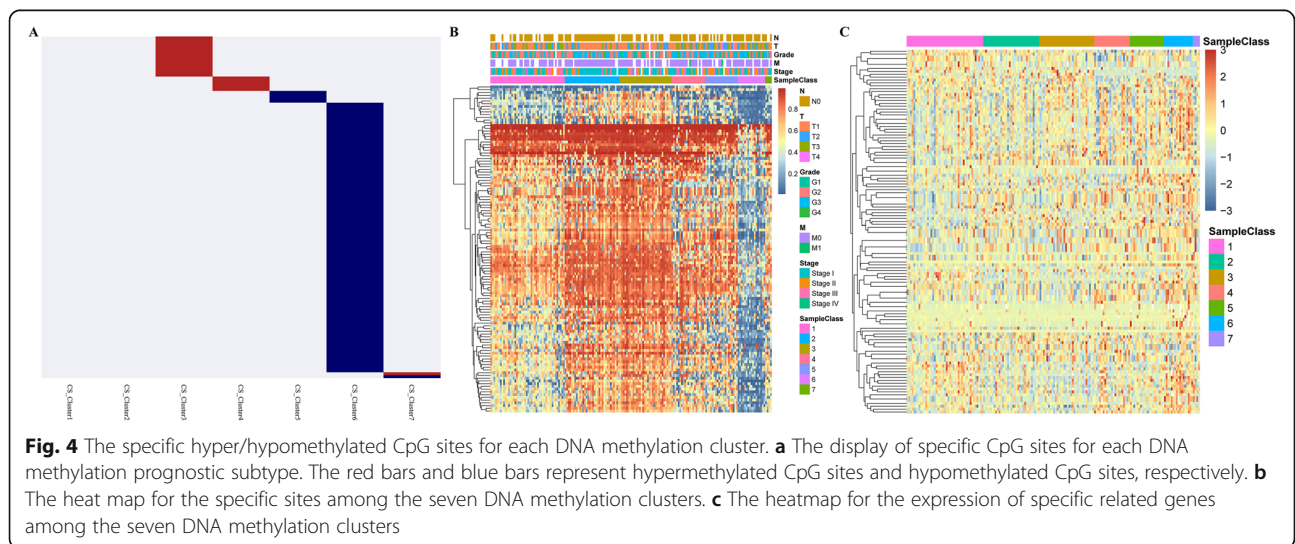 A
CS_Cluster1
CS_Cluster2
CS_Cluster3
CS_Cluster4
CS_Cluster5
CS_Cluster6
CS_Cluster7
B
N
T
Grade
M
Stage
SampleClass
1
0.8
0.6
0.4
0.2
N
N0
T
T1
T2
T3
T4
Grade
G1
G2
G3
G4
M
M0
M1
Stage
Stage I
Stage II
Stage III
Stage IV
SampleClass
1
2
3
4
5
6
7
C
SampleClass
3
2
1
0
−1
−2
−3
SampleClass
1
2
3
4
5
6
7
Fig. 4 The specific hyper/hypomethylated CpG sites for each DNA methylation cluster. a The display of specific CpG sites for each DNA
methylation prognostic subtype. The red bars and blue bars represent hypermethylated CpG sites and hypomethylated CpG sites, respectively. b
The heat map for the specific sites among the seven DNA methylation clusters. c The heatmap for the expression of specific related genes
among the seven DNA methylation clusters